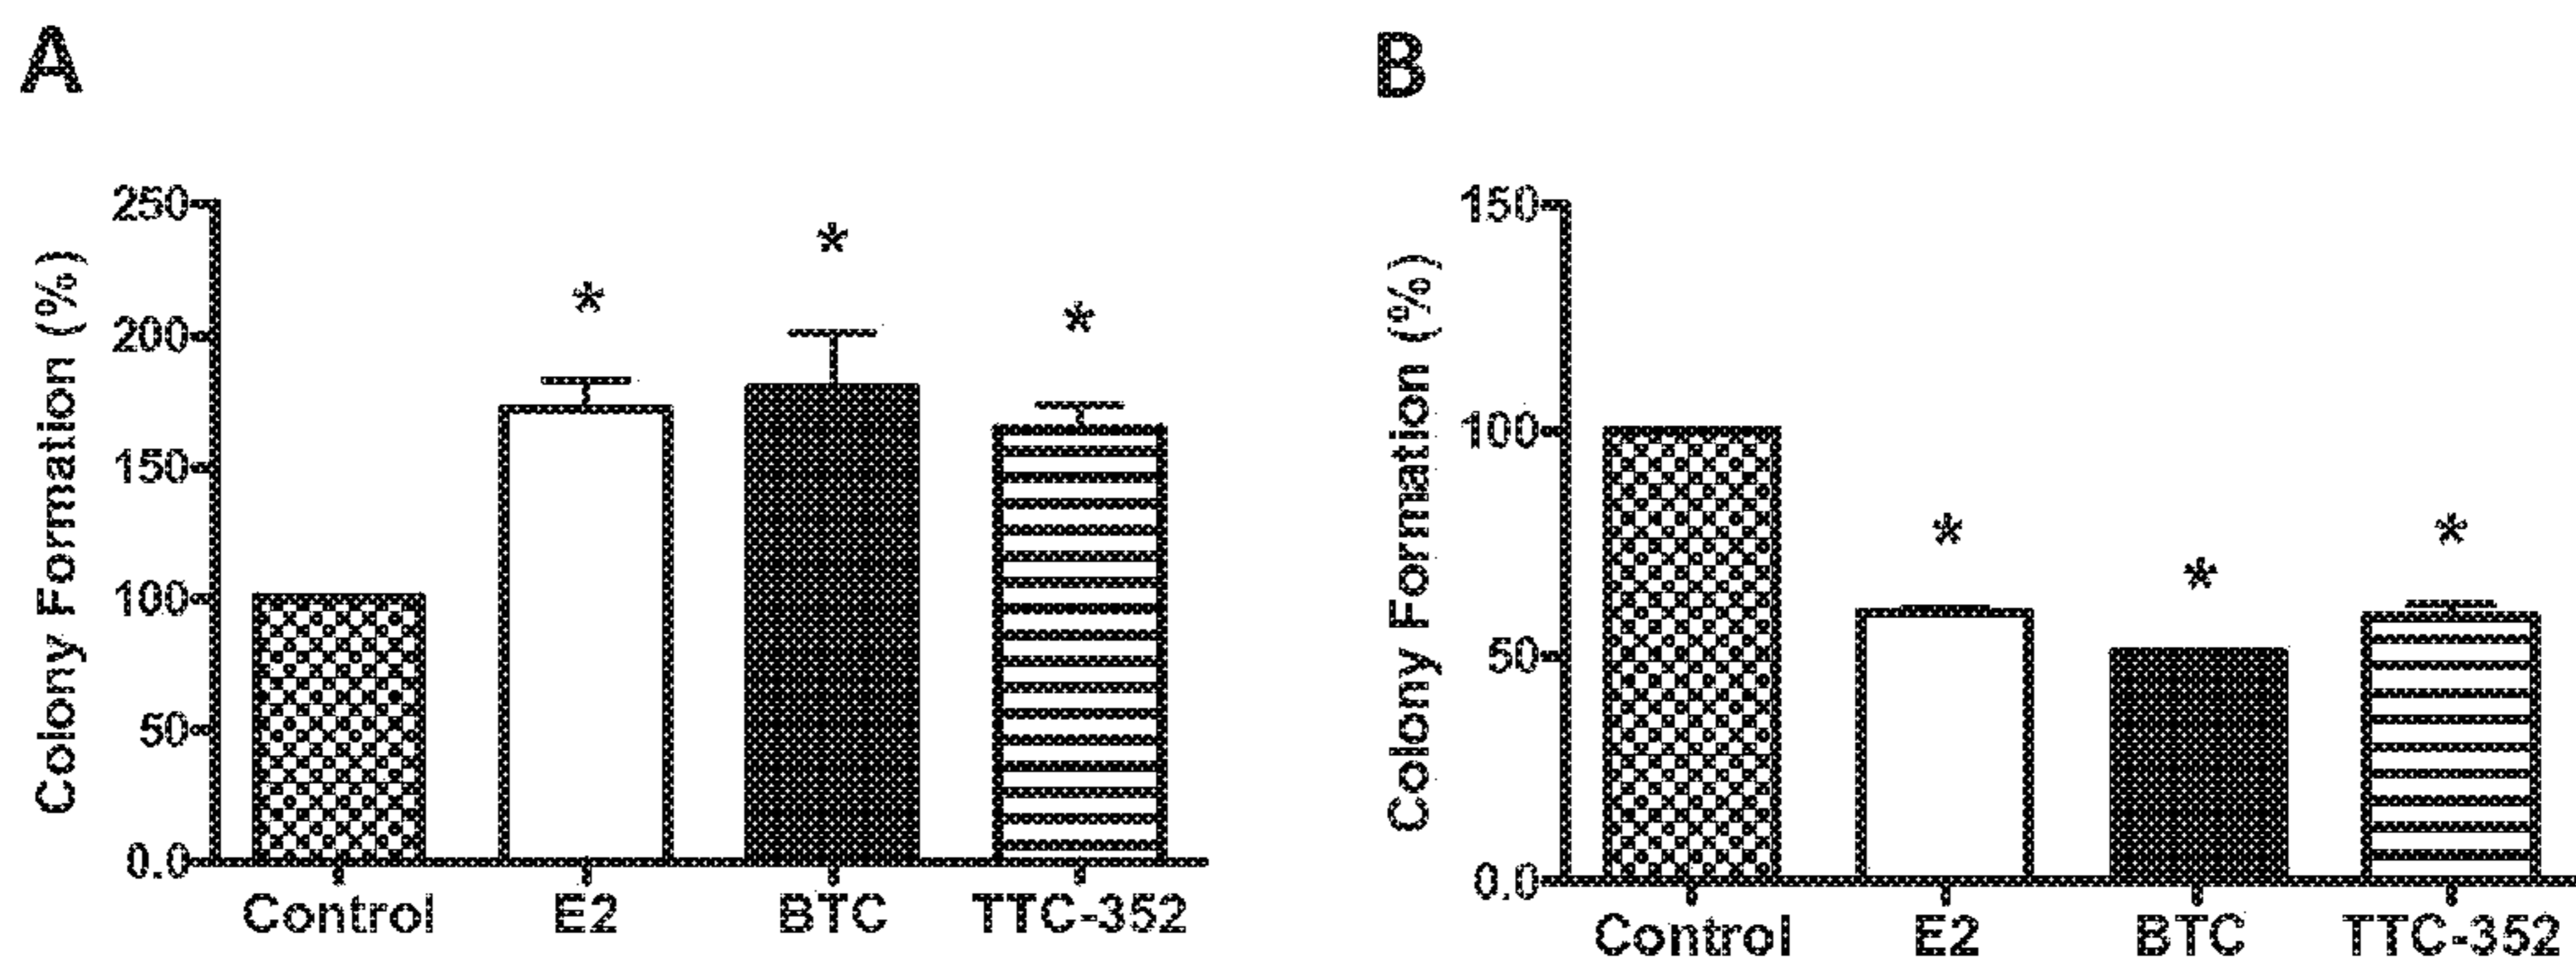 A
Colony Formation (%)
250
200
150
100
50
0.0
*
*
*
Control E2 BTC TTC-352
B
Colony Formation (%)
150
100
50
0.0
*
*
*
Control E2 BTC TTC-352